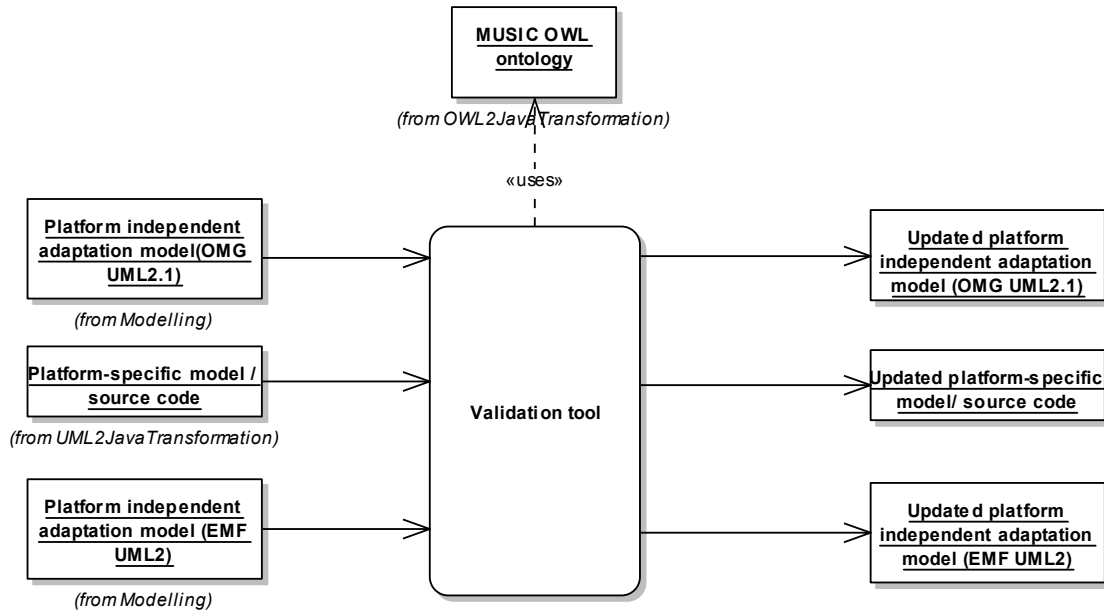 MUSIC OWL
ontology
(from OWL2JavaTransformation)
«uses»
Platform independent
adaptation model(OMG
UML2.1)
(from Modelling)
Platform-specific model /
source code
(from UML2JavaTransformation)
Platform independent
adaptation model (EMF
UML2)
(from Modelling)
Validation tool
Updated platform
independent adaptation
model (OMG UML2.1)
Updated platform-specific
model/ source code
Updated platform
independent adaptation
model (EMF UML2)